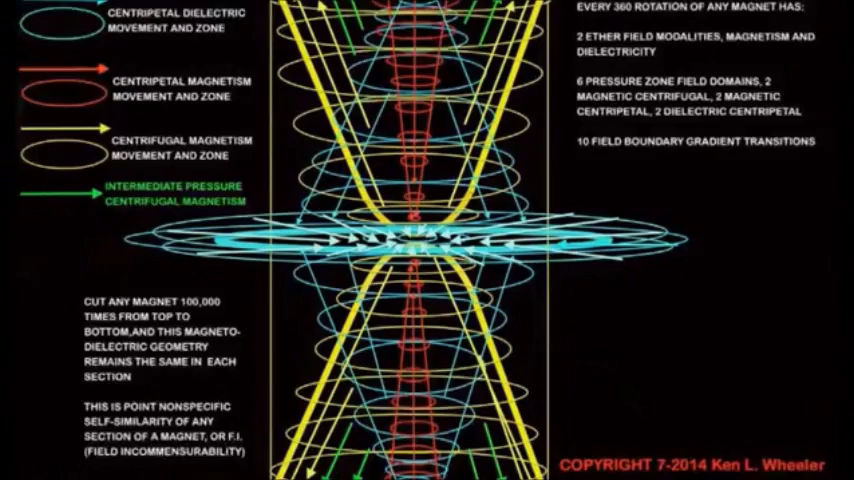 CENTRIPETAL DIELECTRIC
MOVEMENT AND ZONE
CENTRIPETAL MAGNETISM
MOVEMENT AND ZONE
CENTRIFUGAL MAGNETISM
MOVEMENT AND ZONE
INTERMEDIATE PRESSURE
CENTRIFUGAL MAGNETISM
CUT ANY MAGNET 100,000
TIMES FROM TOP TO
BOTTOM,AND THIS MAGNETO-
DIELECTRIC GEOMETRY
REMAINS THE SAME IN EACH
SECTION
THIS IS POINT NONSPECIFIC
SELF-SIMILARITY OF ANY
SECTION OF A MAGNET, OR F.I.
(FIELD INCOMMENSURABILITY)
EVERY 360 ROTATION OF ANY MAGNET HAS:
2 ETHER FIELD MODALITIES, MAGNETISM AND
DIELECTRICITY
6 PRESSURE ZONE FIELD DOMAINS, 2
MAGNETIC CENTRIFUGAL, 2 MAGNETIC
CENTRIPETAL, 2 DIELECTRIC CENTRIPETAL
10 FIELD BOUNDARY GRADIENT TRANSITIONS
COPYRIGHT 7-2014 Ken L. Wheeler